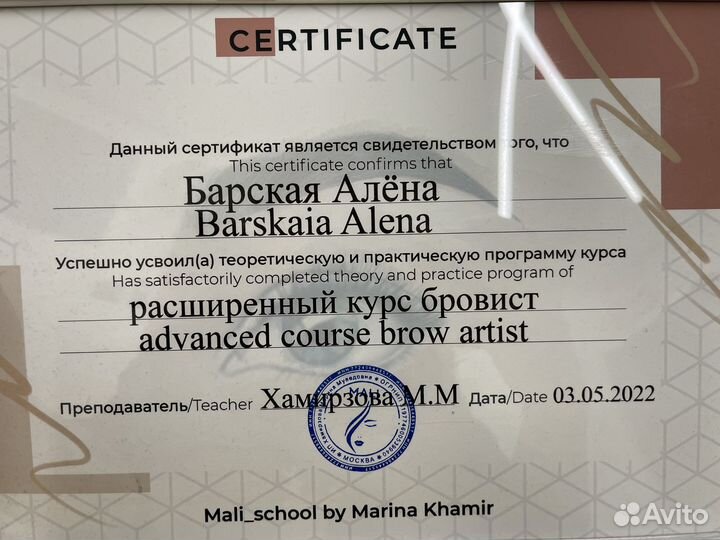 CERTIFICATE
Данный сертификат является свидетельством того, что
This certificate confirms that
Барская Алёна
Barskaia Alena
Успешно усвоил(а) теоретическую и практическую программу курса
Has satisfactorily completed theory and practice program of
расширенный курс бровист
advanced course brow artist
Преподаватель/Teacher Хамирзова М.М Дата/Date 03.05.2022
MALI
МОСКВА
Mali_school by Marina Khamir
Avito